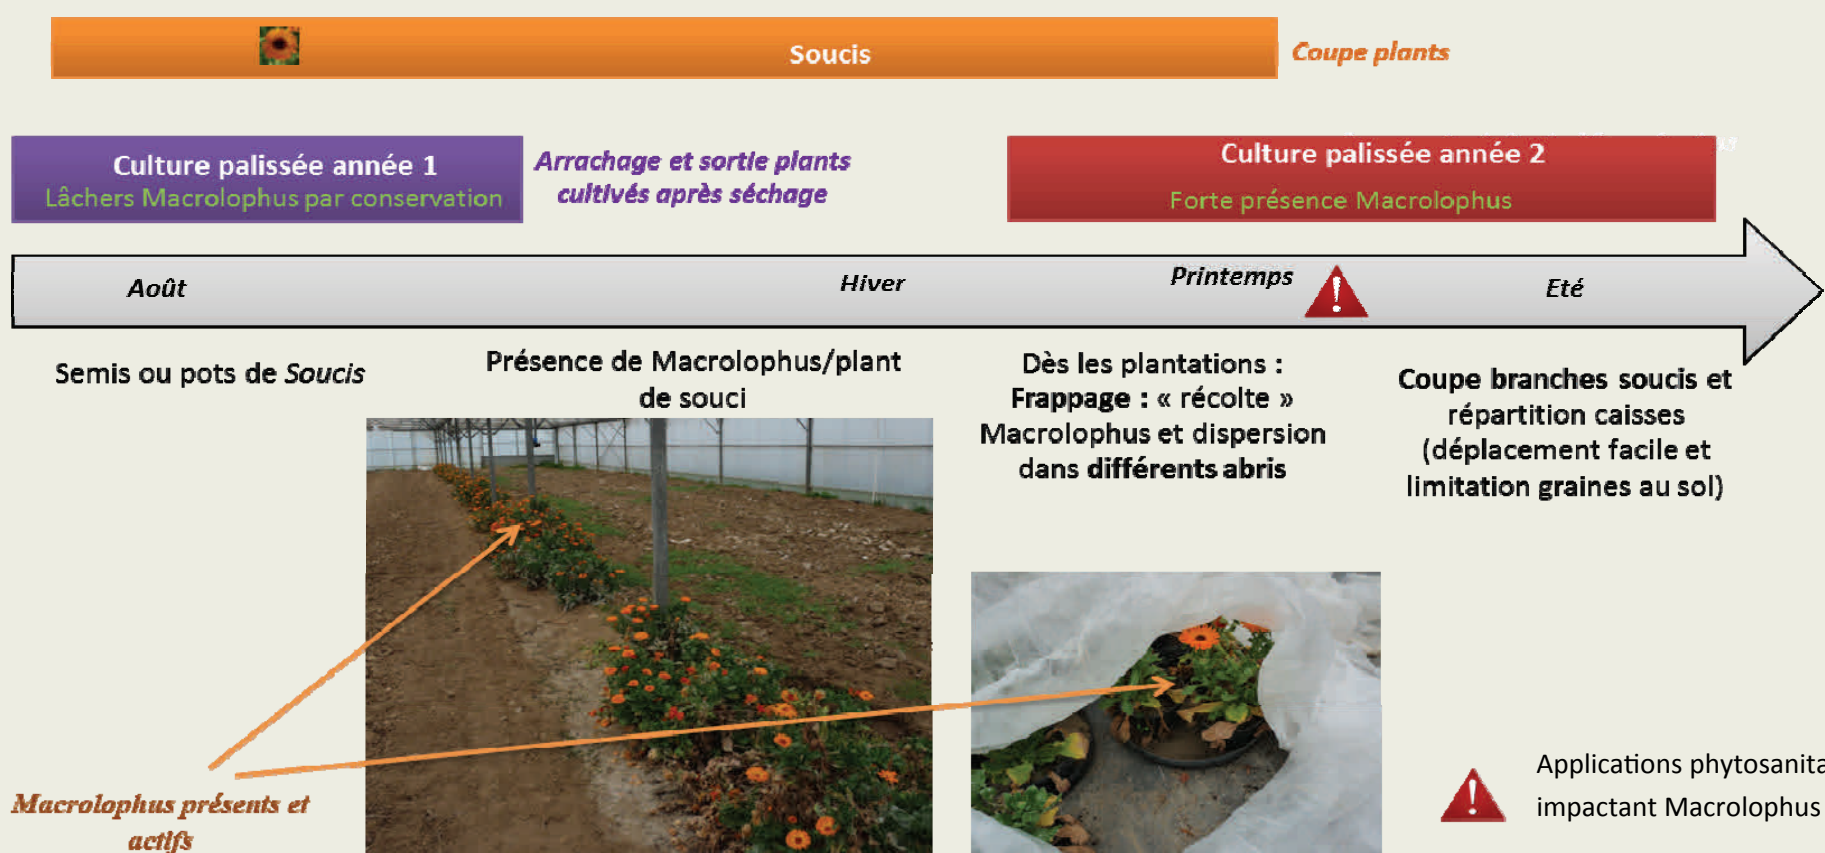 Soucis
Coupe plants
Culture palissée année 1
Lâchers Macrolophus par conservation
Arrachage et sortie plants
cultivés après séchage
Culture palissée année 2
Forte présence Macrolophus
Août
Hiver
Printemps
Eté
Semis ou pots de Soucis
Présence de Macrolophus/plant
de souci
Dès les plantations :
Frappage : « récolte »
Macrolophus et dispersion
dans différents abris
Coupe branches soucis et
répartition caisses
(déplacement facile et
limitation graines au sol)
Macrolophus présents et
actifs
Applications phytosanita
impactant Macrolophus